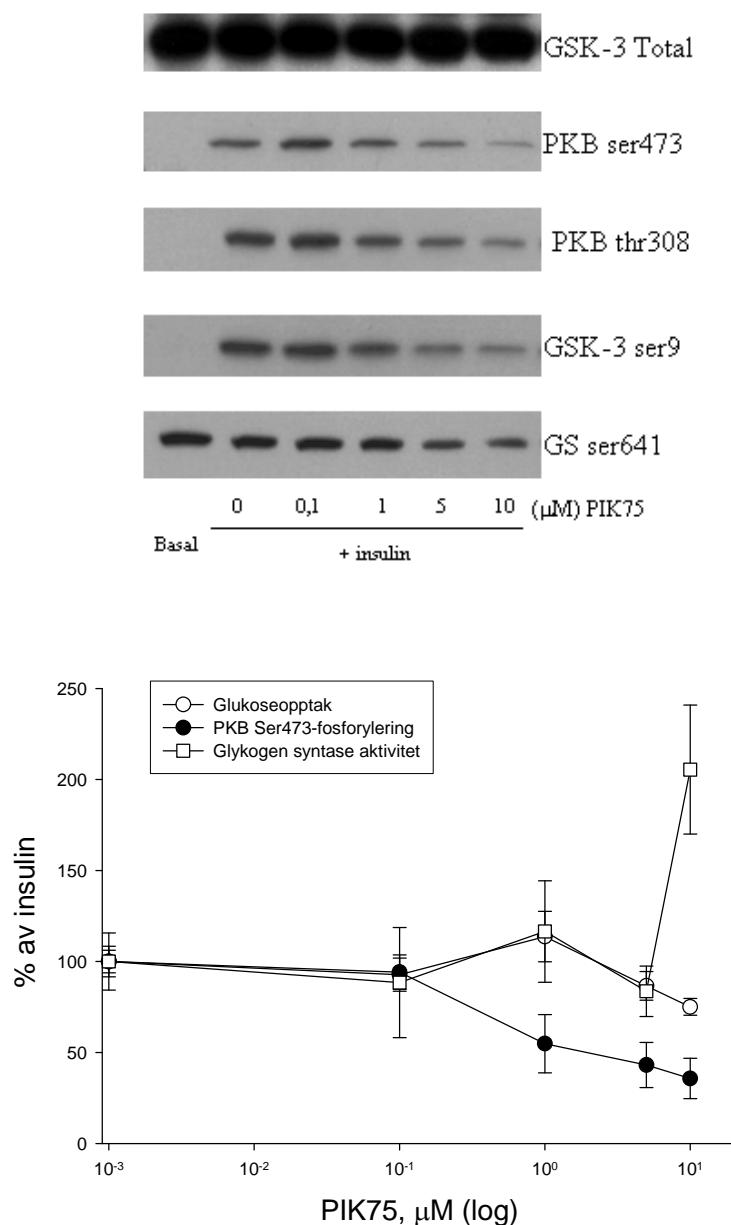 GSK-3 Total
PKB ser473
PKB thr308
GSK-3 ser9
GS ser641
0 0,1 1 5 10 (μM) PIK75
Basal + insulin
250
200
150
100
50
0
% av insulin
Glukoseopptak
PKB Ser473-fosforylering
Glykogen syntase aktivitet
10⁻³ 10⁻² 10⁻¹ 10⁰ 10¹
PIK75, μM (log)